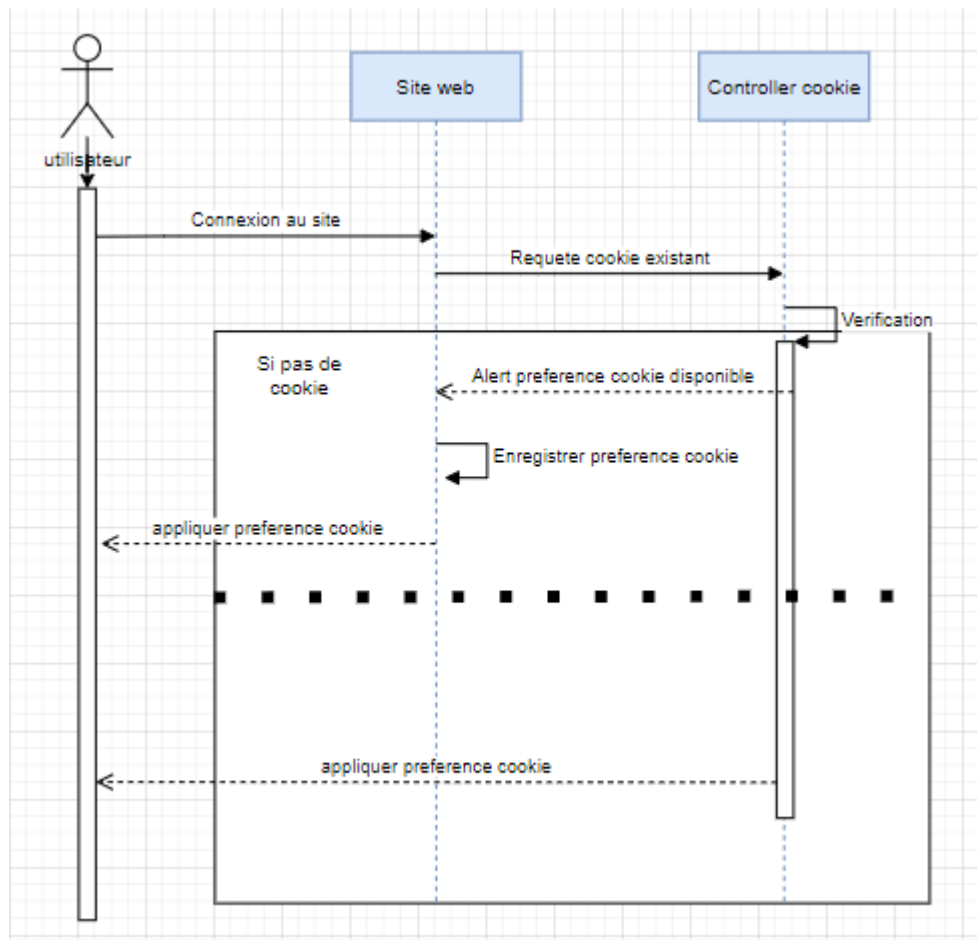 Site web
Controller cookie
utilisateur
Connexion au site
Requete cookie existant
Verification
Si pas de
cookie
Alert preference cookie disponible
Enregistrer preference cookie
appliquer preference cookie
appliquer preference cookie